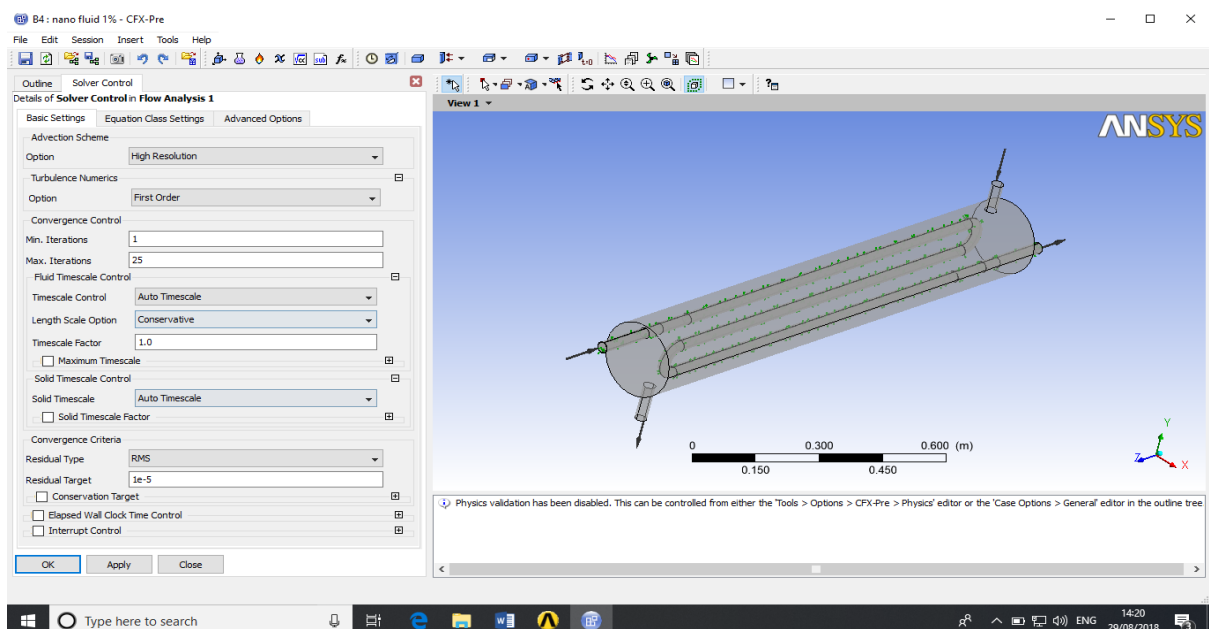 B4 : nano fluid 1% - CFX-Pre
File Edit Session Insert Tools Help
Outline Solver Control
Details of Solver Control in Flow Analysis 1
Basic Settings Equation Class Settings Advanced Options
Advection Scheme
Option High Resolution
Turbulence Numerics
Option First Order
Convergence Control
Min. Iterations 1
Max. Iterations 25
Fluid Timescale Control
Timescale Control Auto Timescale
Length Scale Option Conservative
Timescale Factor 1.0
Maximum Timescale
Solid Timescale Control
Solid Timescale Auto Timescale
Solid Timescale Factor
Convergence Criteria
Residual Type RMS
Residual Target 1e-5
Conservation Target
Elapsed Wall Clock Time Control
Interrupt Control
OK Apply Close
View 1
ANSYS
0 0.300 0.600 (m)
0.150 0.450
Y
Z X
Physics validation has been disabled. This can be controlled from either the 'Tools > Options > CFX-Pre > Physics' editor or the 'Case Options > General' editor in the outline tree
Type here to search
ENG
14:20
29/08/2018